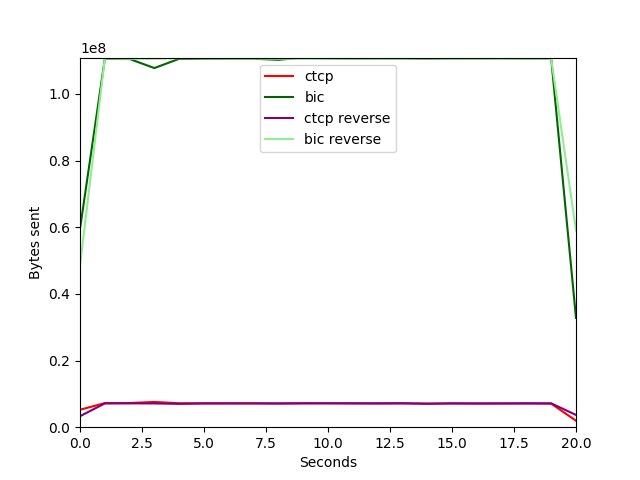 1e8
1.0
0.8
0.6
0.4
0.2
0.0
Bytes sent
ctcp
bic
ctcp reverse
bic reverse
0.0 2.5 5.0 7.5 10.0 12.5 15.0 17.5 20.0
Seconds